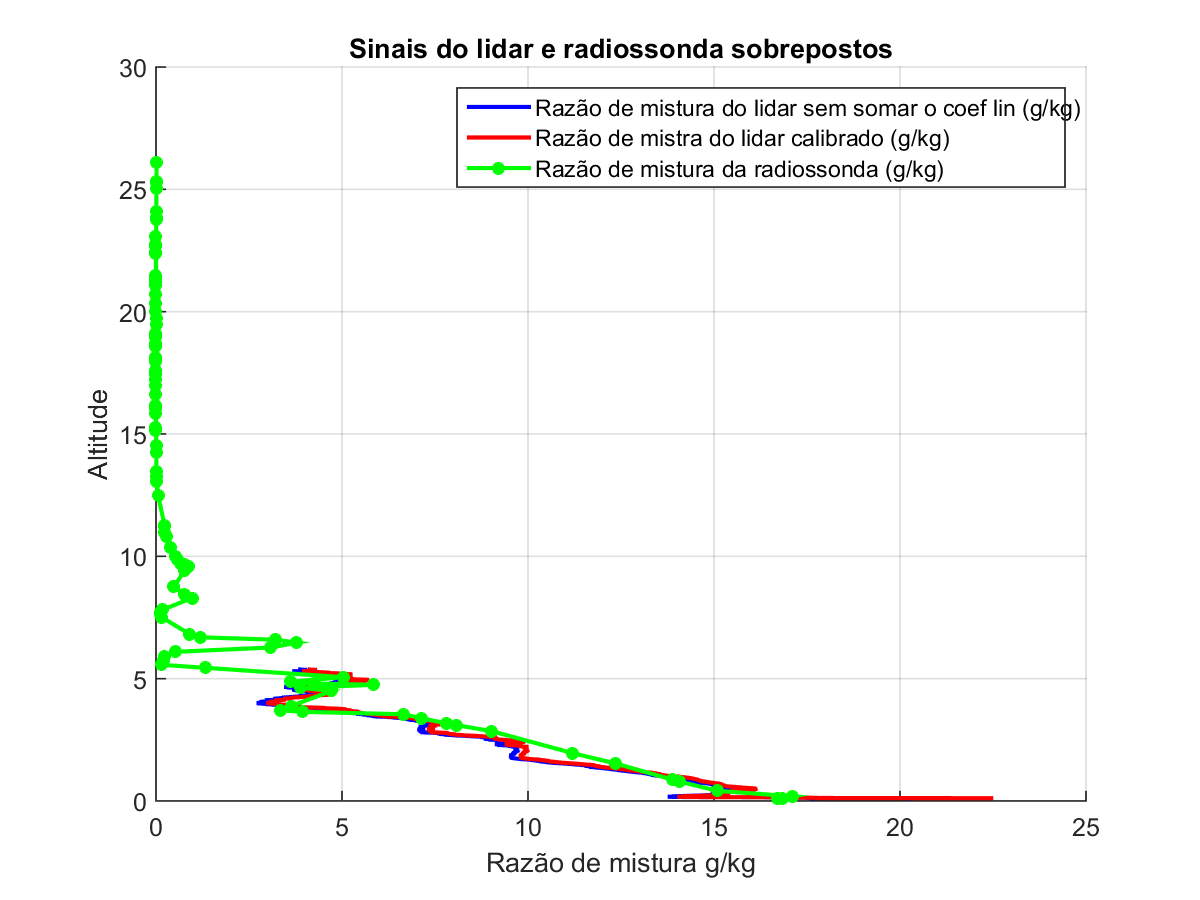 Sinais do lidar e radiossonda sobrepostos
30
25
20
15
10
5
0
Altitude
Razão de mistura do lidar sem somar o coef lin (g/kg)
Razão de mistra do lidar calibrado (g/kg)
Razão de mistura da radiossonda (g/kg)
0 5 10 15 20 25
Razão de mistura g/kg